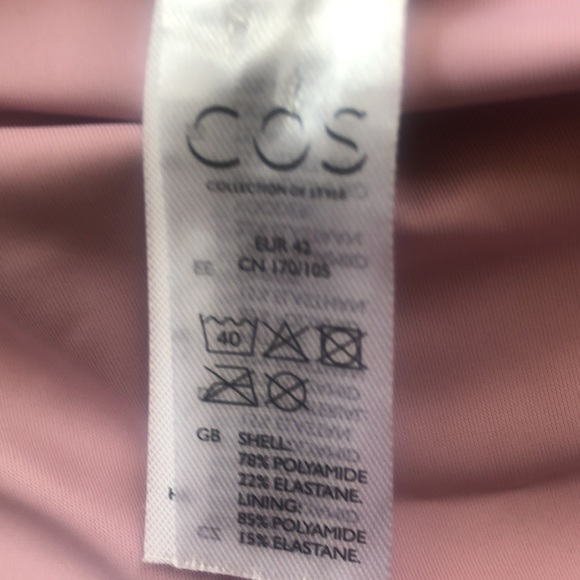 COS
COLLECTION OF STYLE
EUR 42
CN 170/105
40
GB SHELL:
78% POLYAMIDE
22% ELASTANE.
LINING:
85% POLYAMIDE
15% ELASTANE.